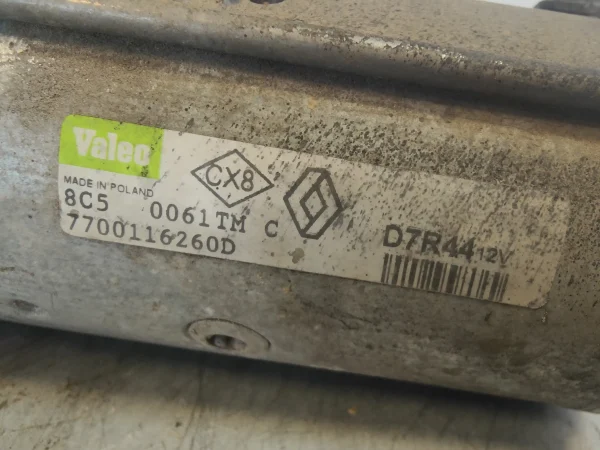 Valeo
CX8
MADE IN POLAND
8C5 0061TM C
7700116260D
D7R44 12V